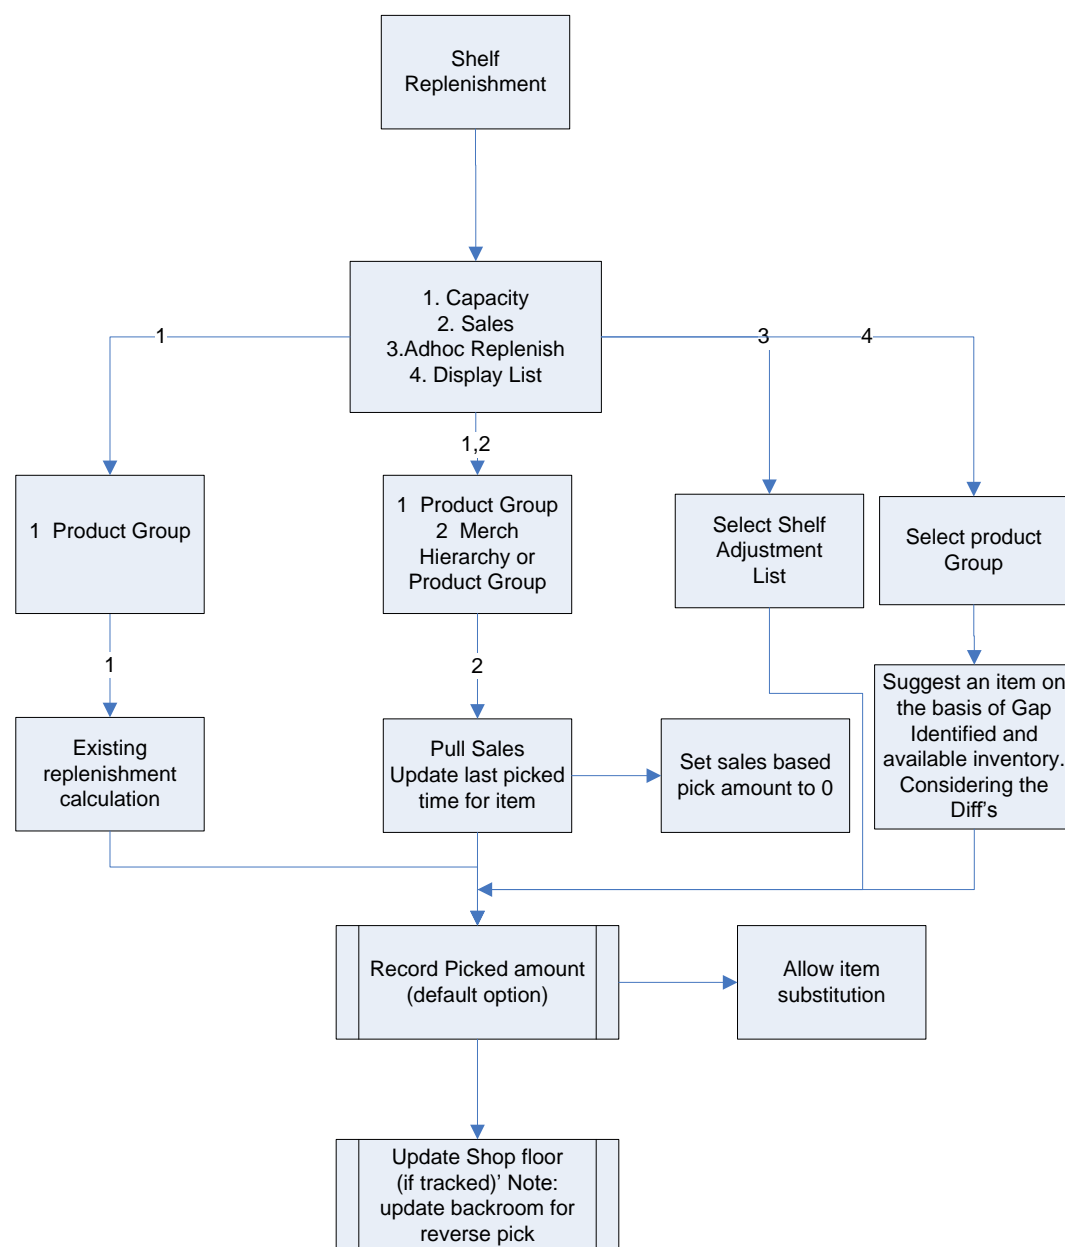 Shelf
Replenishment
1. Capacity
2. Sales
3.Adhoc Replenish
4. Display List
1
3
4
1,2
1  Product Group
1  Product Group
2  Merch
Hierarchy or
Product Group
Select Shelf
Adjustment
List
Select product
Group
1
2
Existing
replenishment
calculation
Pull Sales
Update last picked
time for item
Set sales based
pick amount to 0
Suggest an item on
the basis of Gap
Identified and
available inventory.
Considering the
Diff’s
Record Picked amount
(default option)
Allow item
substitution
Update Shop floor
(if tracked)’ Note:
update backroom for
reverse pick